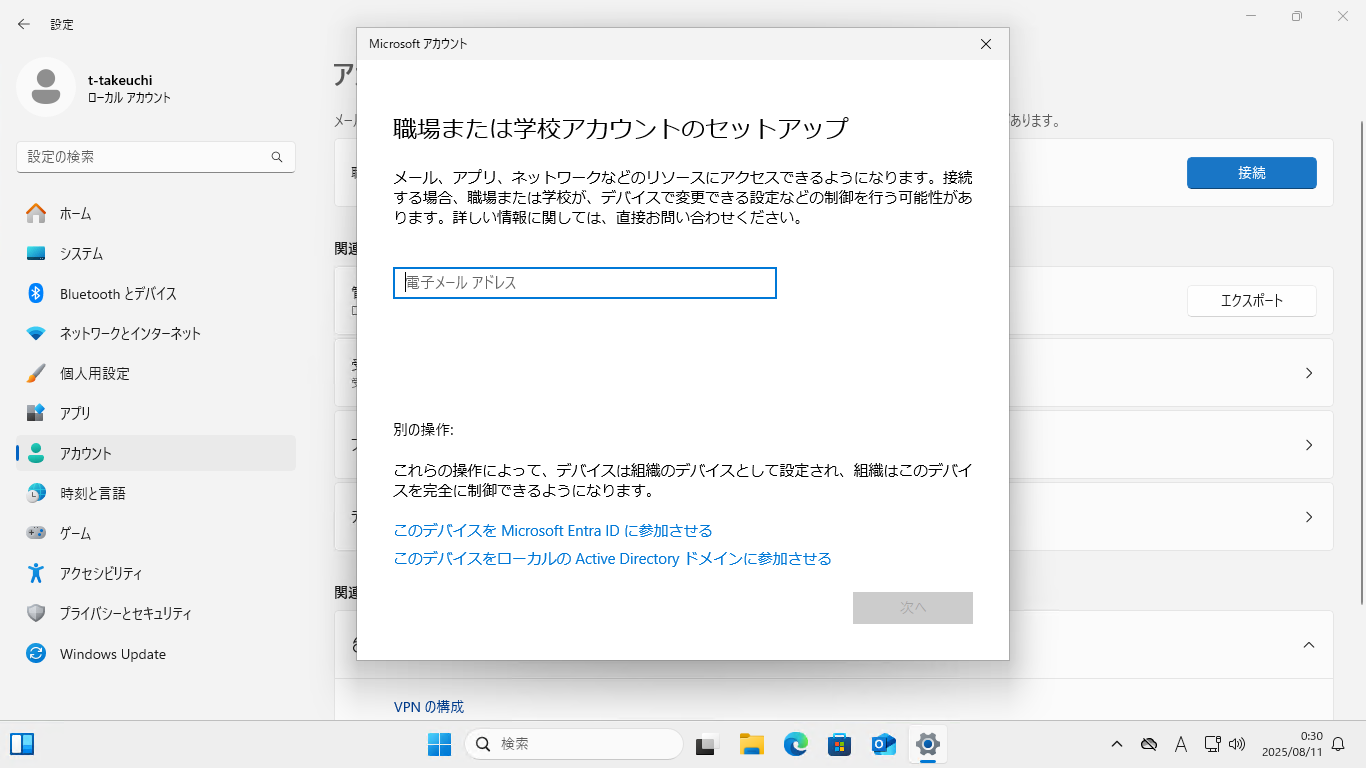 設定
t-takeuchi
ローカル アカウント
設定の検索
ホーム
システム
Bluetooth とデバイス
ネットワークとインターネット
個人用設定
アプリ
アカウント
時刻と言語
ゲーム
アクセシビリティ
プライバシーとセキュリティ
Windows Update
メール
があります。
接続
エクスポート
VPN の構成
Microsoft アカウント
職場または学校アカウントのセットアップ
メール、アプリ、ネットワークなどのリソースにアクセスできるようになります。接続
する場合、職場または学校が、デバイスで変更できる設定などの制御を行う可能性があ
ります。詳しい情報に関しては、直接お問い合わせください。
電子メール アドレス
別の操作:
これらの操作によって、デバイスは組織のデバイスとして設定され、組織はこのデバイ
スを完全に制御できるようになります。
このデバイスを Microsoft Entra ID に参加させる
このデバイスをローカルの Active Directory ドメインに参加させる
次へ
検索
A
0:30
2025/08/11